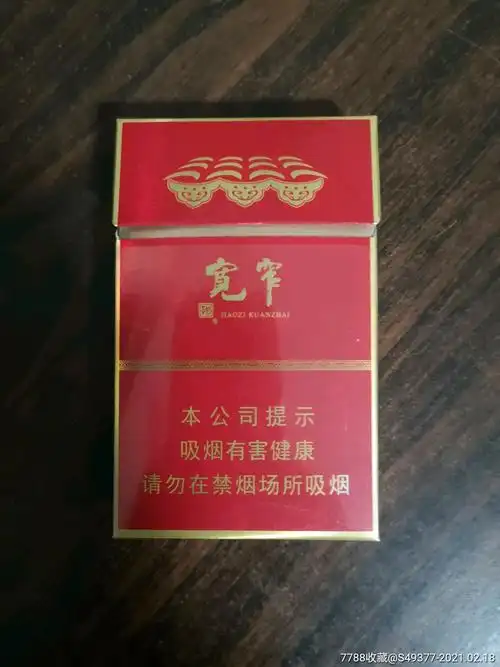 宽窄
HAOZI KUANZHAI
本公司提示
吸烟有害健康
请勿在禁烟场所吸烟
7788收藏@S49377-2021.02.18